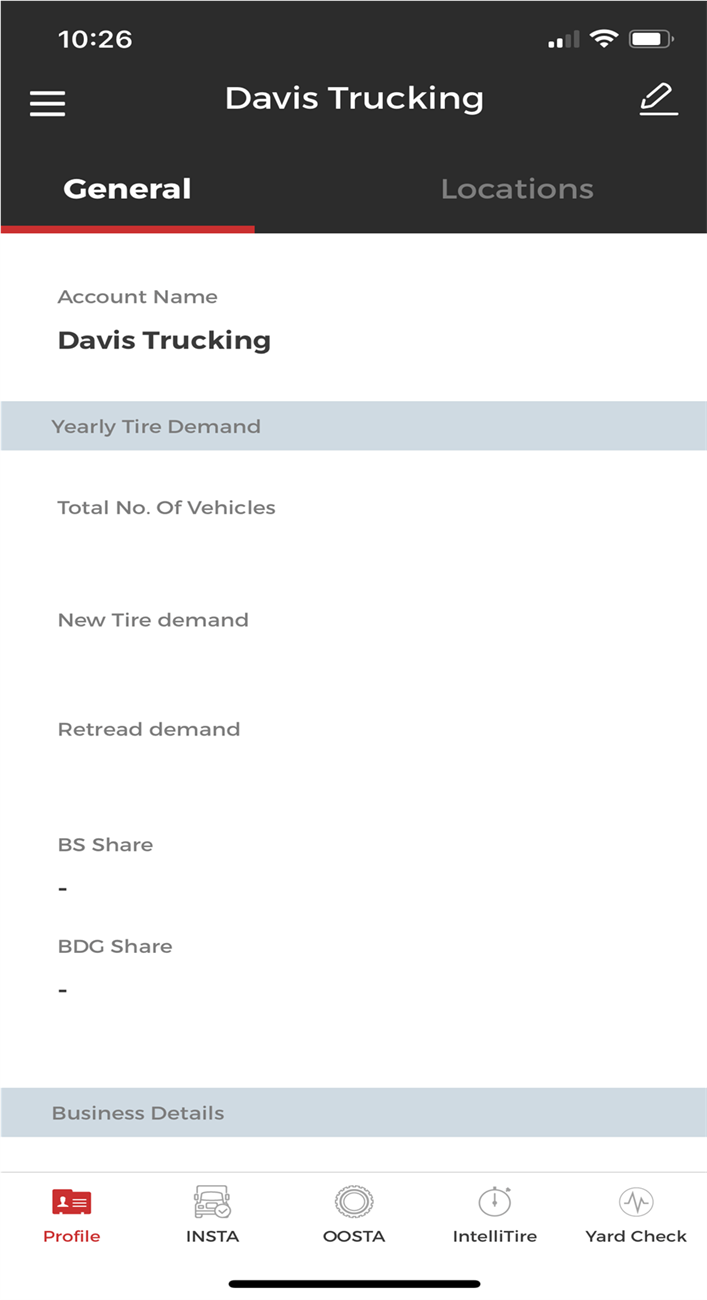 10:26
Davis Trucking
General
Locations
Account Name
Davis Trucking
Yearly Tire Demand
Total No. Of Vehicles
New Tire demand
Retread demand
BS Share
-
BDG Share
-
Business Details
Profile
INSTA
OOSTA
IntelliTire
Yard Check